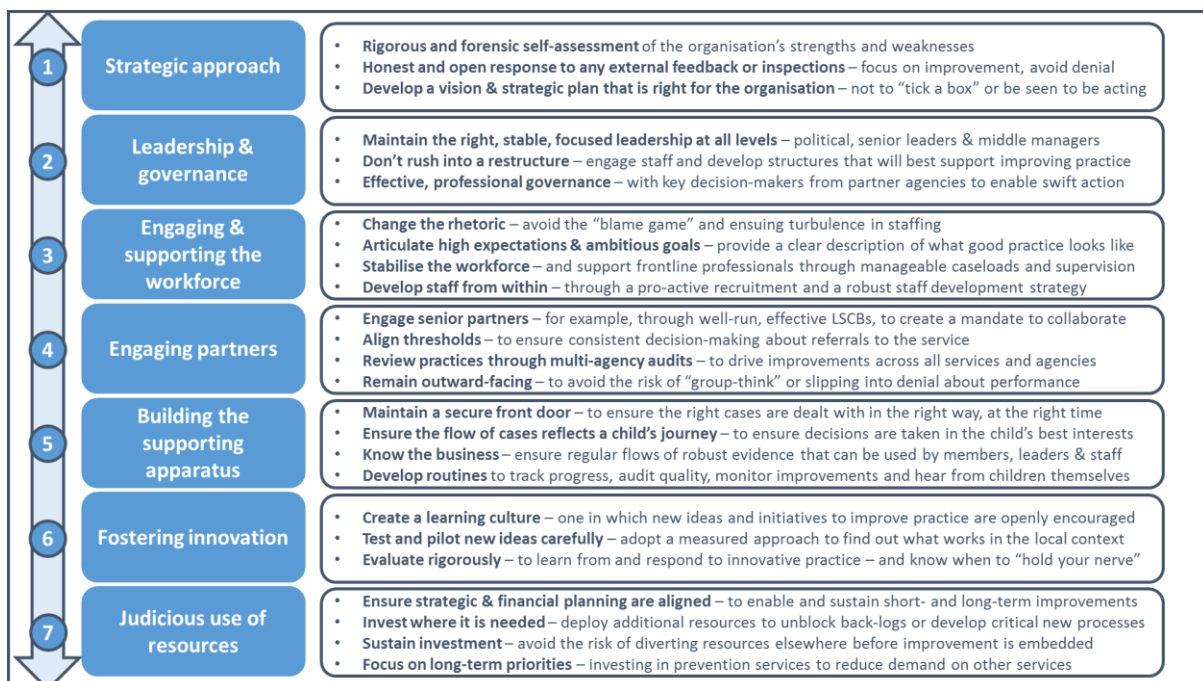 1
Strategic approach
• Rigorous and forensic self-assessment of the organisation's strengths and weaknesses
• Honest and open response to any external feedback or inspections – focus on improvement, avoid denial
• Develop a vision & strategic plan that is right for the organisation – not to “tick a box” or be seen to be acting
2
Leadership &
governance
• Maintain the right, stable, focused leadership at all levels – political, senior leaders & middle managers
• Don't rush into a restructure – engage staff and develop structures that will best support improving practice
• Effective, professional governance – with key decision-makers from partner agencies to enable swift action
3
Engaging &
supporting the
workforce
• Change the rhetoric – avoid the “blame game” and ensuing turbulence in staffing
• Articulate high expectations & ambitious goals – provide a clear description of what good practice looks like
• Stabilise the workforce – and support frontline professionals through manageable caseloads and supervision
• Develop staff from within – through a pro-active recruitment and a robust staff development strategy
4
Engaging partners
• Engage senior partners – for example, through well-run, effective LSCBs, to create a mandate to collaborate
• Align thresholds – to ensure consistent decision-making about referrals to the service
• Review practices through multi-agency audits – to drive improvements across all services and agencies
• Remain outward-facing – to avoid the risk of “group-think” or slipping into denial about performance
5
Building the
supporting
apparatus
• Maintain a secure front door – to ensure the right cases are dealt with in the right way, at the right time
• Ensure the flow of cases reflects a child's journey – to ensure decisions are taken in the child's best interests
• Know the business – ensure regular flows of robust evidence that can be used by members, leaders & staff
• Develop routines to track progress, audit quality, monitor improvements and hear from children themselves
6
Fostering innovation
• Create a learning culture – one in which new ideas and initiatives to improve practice are openly encouraged
• Test and pilot new ideas carefully – adopt a measured approach to find out what works in the local context
• Evaluate rigorously – to learn from and respond to innovative practice – and know when to “hold your nerve”
7
Judicious use of
resources
• Ensure strategic & financial planning are aligned – to enable and sustain short- and long-term improvements
• Invest where it is needed – deploy additional resources to unblock back-logs or develop critical new processes
• Sustain investment – avoid the risk of diverting resources elsewhere before improvement is embedded
• Focus on long-term priorities – investing in prevention services to reduce demand on other services